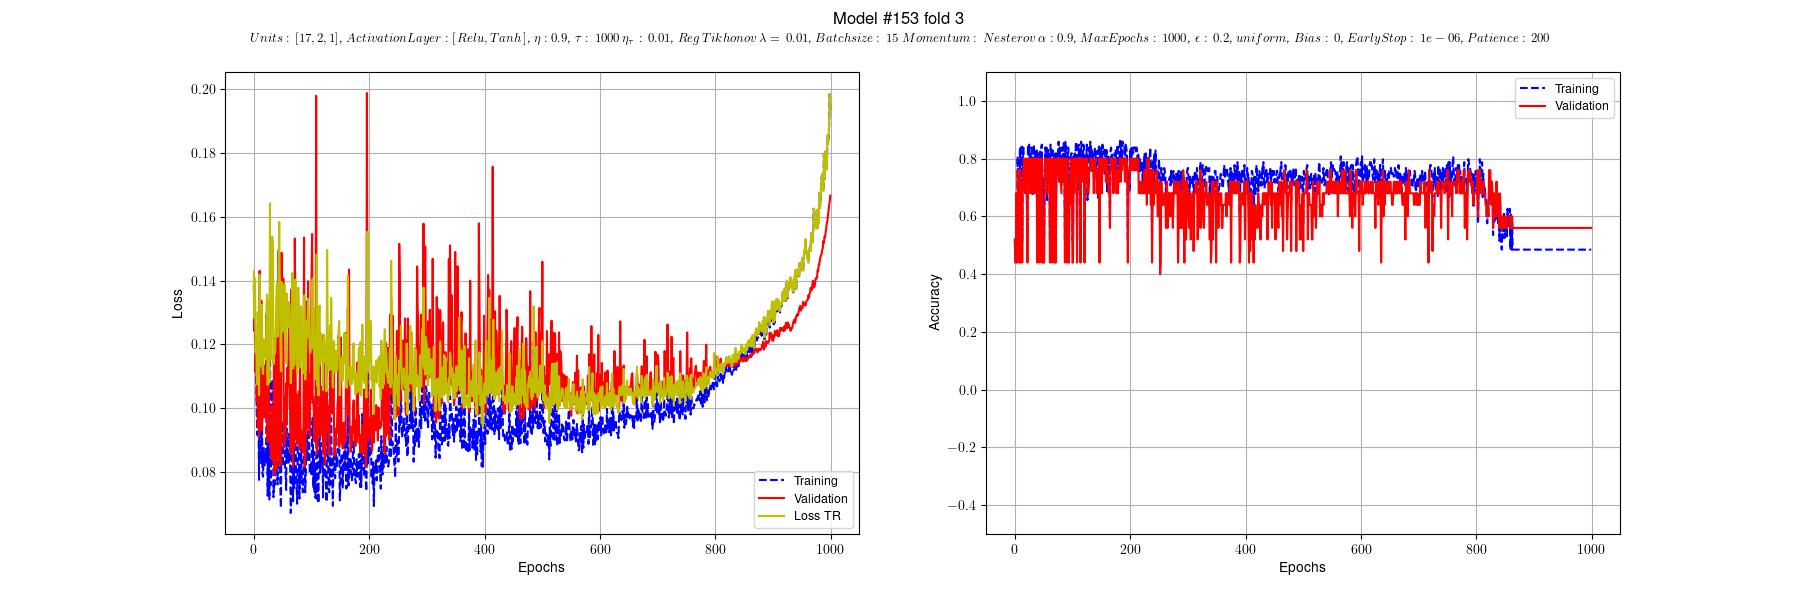 Model #153 fold 3
Units : [17, 2, 1], ActivationLayer : [Relu, Tanh], η : 0.9, τ : 1000 ητ : 0.01, Reg Tikhonov λ = 0.01, Batchsize : 15 Momentum : Nesterov α : 0.9, MaxEpochs : 1000, ϵ : 0.2, uniform, Bias : 0, EarlyStop : 1e − 06, Patience : 200
0.20
0.18
0.16
0.14
0.12
0.10
0.08
Loss
0 200 400 600 800 1000
Epochs
Training
Validation
Loss TR
1.0
0.8
0.6
0.4
0.2
0.0
−0.2
−0.4
Accuracy
0 200 400 600 800 1000
Epochs
Training
Validation